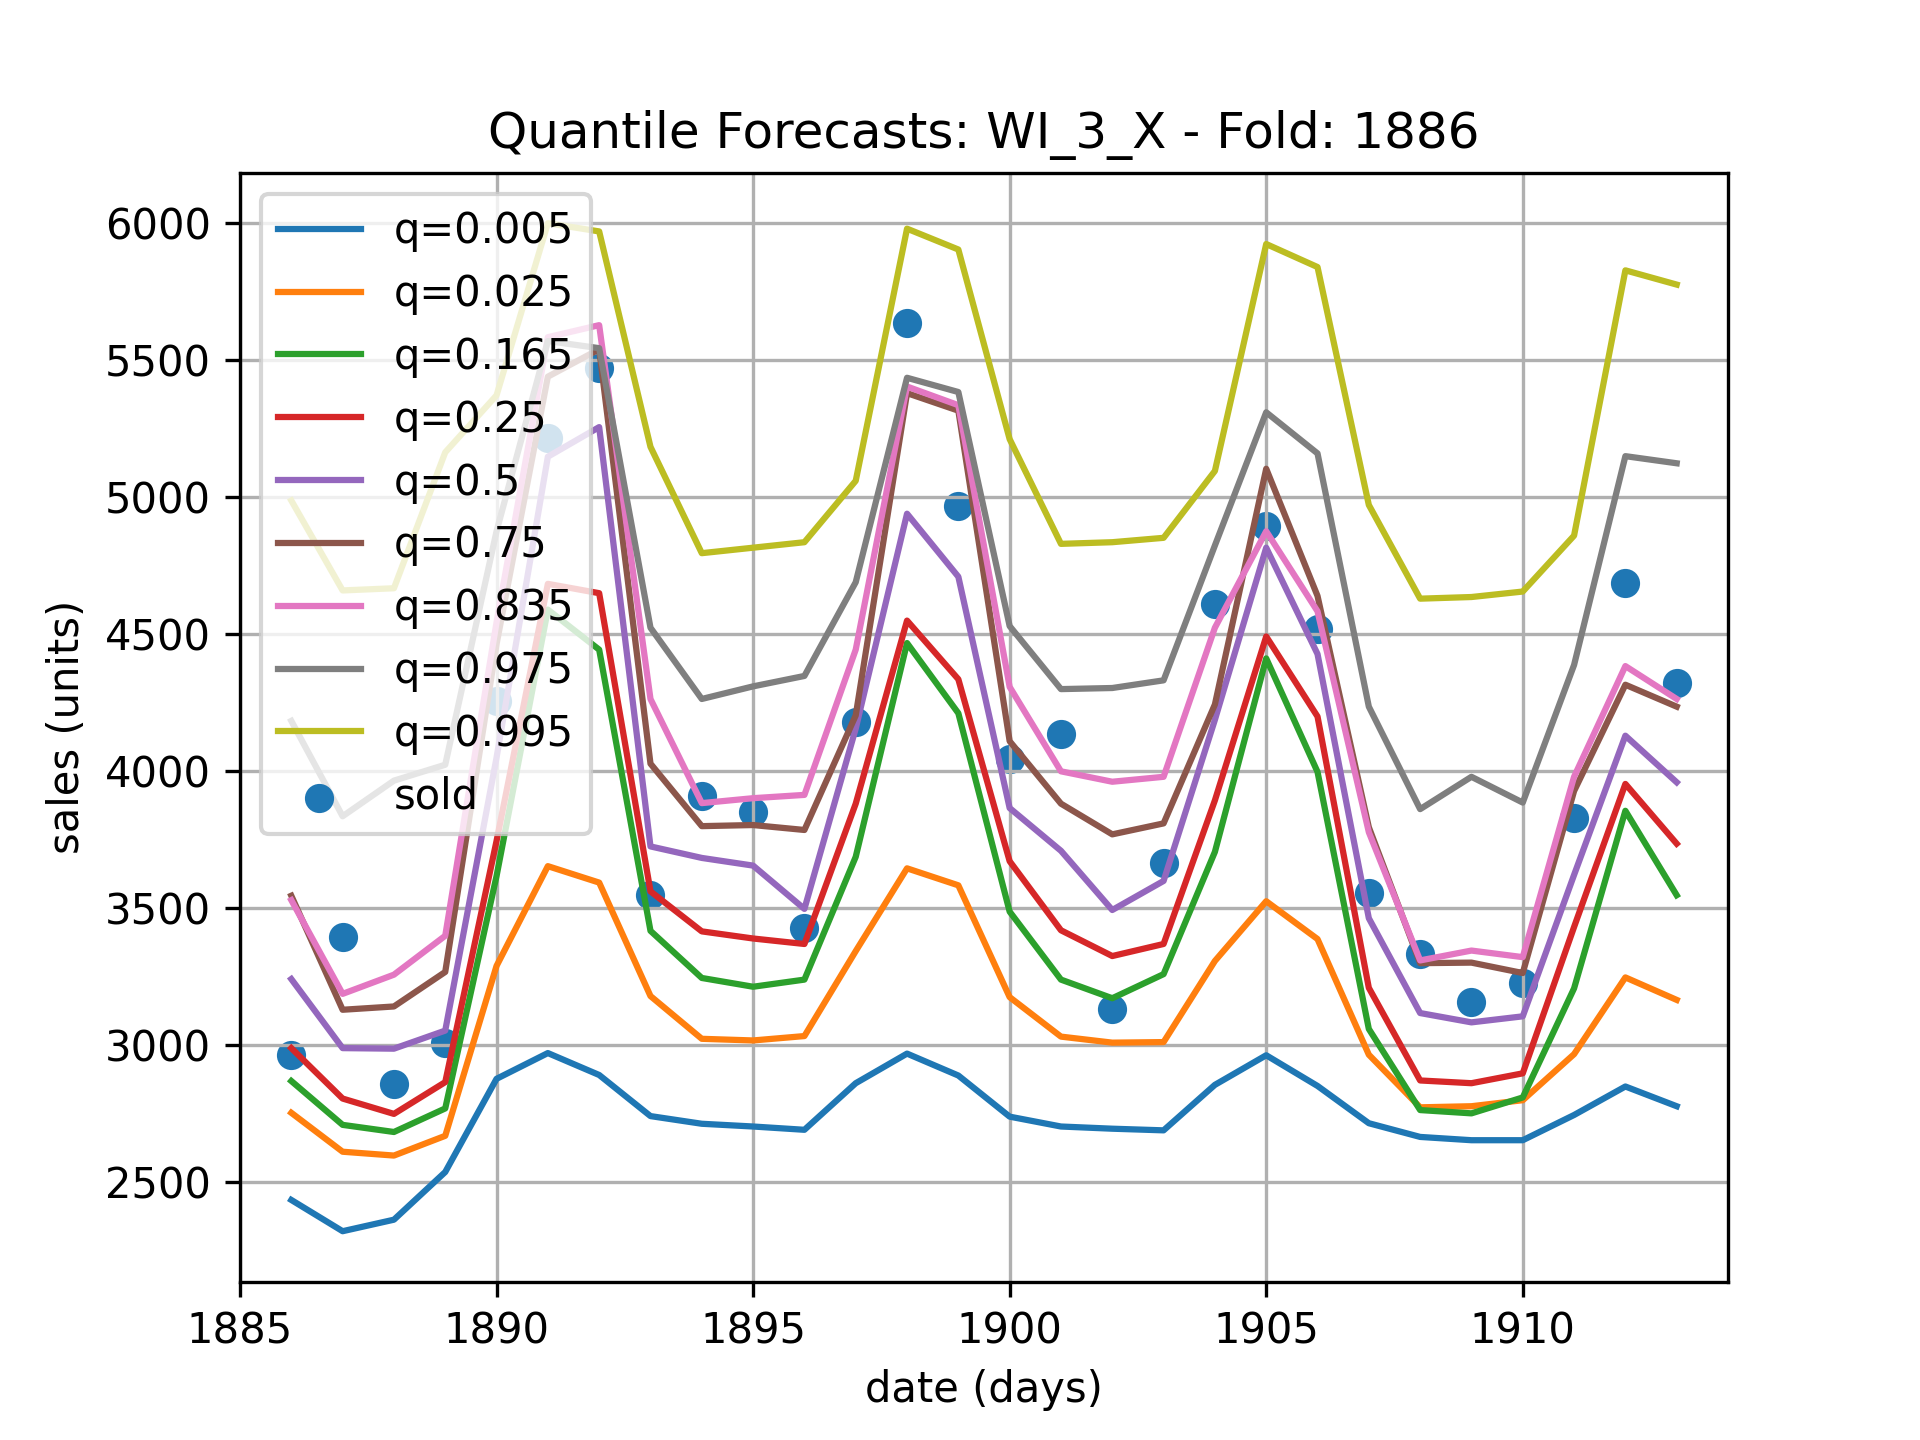 Quantile Forecasts: WI_3_X - Fold: 1886
sales (units)
6000
5500
5000
4500
4000
3500
3000
2500
q=0.005
q=0.025
q=0.165
q=0.25
q=0.5
q=0.75
q=0.835
q=0.975
q=0.995
sold
1885 1890 1895 1900 1905 1910
date (days)